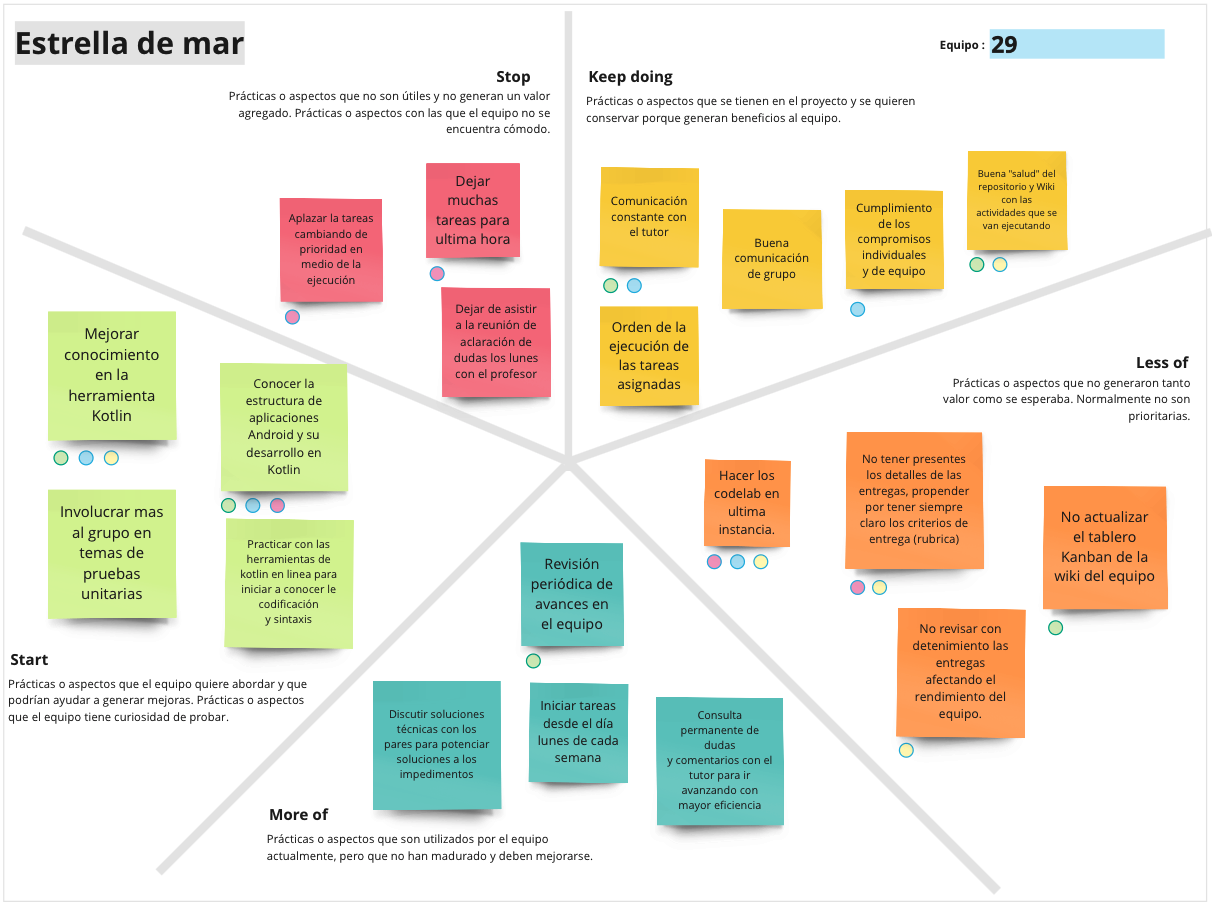 Estrella de mar
Equipo :
29
Stop
Prácticas o aspectos que no son útiles y no generan un valor
agregado. Prácticas o aspectos con las que el equipo no se
encuentra cómodo.
Aplazar la tareas
cambiando de
prioridad en
medio de la
ejecución
Dejar
muchas
tareas para
ultima hora
Dejar de asistir
a la reunión de
aclaración de
dudas los lunes
con el profesor
Keep doing
Prácticas o aspectos que se tienen en el proyecto y se quieren
conservar porque generan beneficios al equipo.
Comunicación
constante con
el tutor
Buena
comunicación
de grupo
Cumplimiento
de los
compromisos
individuales
y de equipo
Buena "salud" del
repositorio y Wiki
con las
actividades que se
van ejecutando
Orden de la
ejecución de
las tareas
asignadas
Less of
Prácticas o aspectos que no generaron tanto
valor como se esperaba. Normalmente no son
prioritarias.
Hacer los
codelab en
ultima
instancia.
No tener presentes
los detalles de las
entregas, propender
por tener siempre
claro los criterios de
entrega (rubrica)
No actualizar
el tablero
Kanban de la
wiki del equipo
No revisar con
detenimiento las
entregas
afectando el
rendimiento del
equipo.
Mejorar
conocimiento
en la
herramienta
Kotlin
Conocer la
estructura de
aplicaciones
Android y su
desarrollo en
Kotlin
Involucrar mas
al grupo en
temas de
pruebas
unitarias
Practicar con las
herramientas de
kotlin en linea para
iniciar a conocer le
codificación
y sintaxis
Start
Prácticas o aspectos que el equipo quiere abordar y que
podrían ayudar a generar mejoras. Prácticas o aspectos
que el equipo tiene curiosidad de probar.
Revisión
periódica de
avances en
el equipo
Discutir soluciones
técnicas con los
pares para potenciar
soluciones a los
impedimentos
Iniciar tareas
desde el día
lunes de cada
semana
Consulta
permanente de
dudas
y comentarios con el
tutor para ir
avanzando con
mayor eficiencia
More of
Prácticas o aspectos que son utilizados por el equipo
actualmente, pero que no han madurado y deben mejorarse.